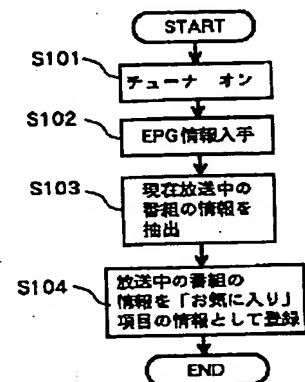 START
S101
チューナ オン
S102
EPG情報入手
S103
現在放送中の
番組の情報を
抽出
S104
放送中の番組の
情報を「お気に入り」
項目の情報として登録
END